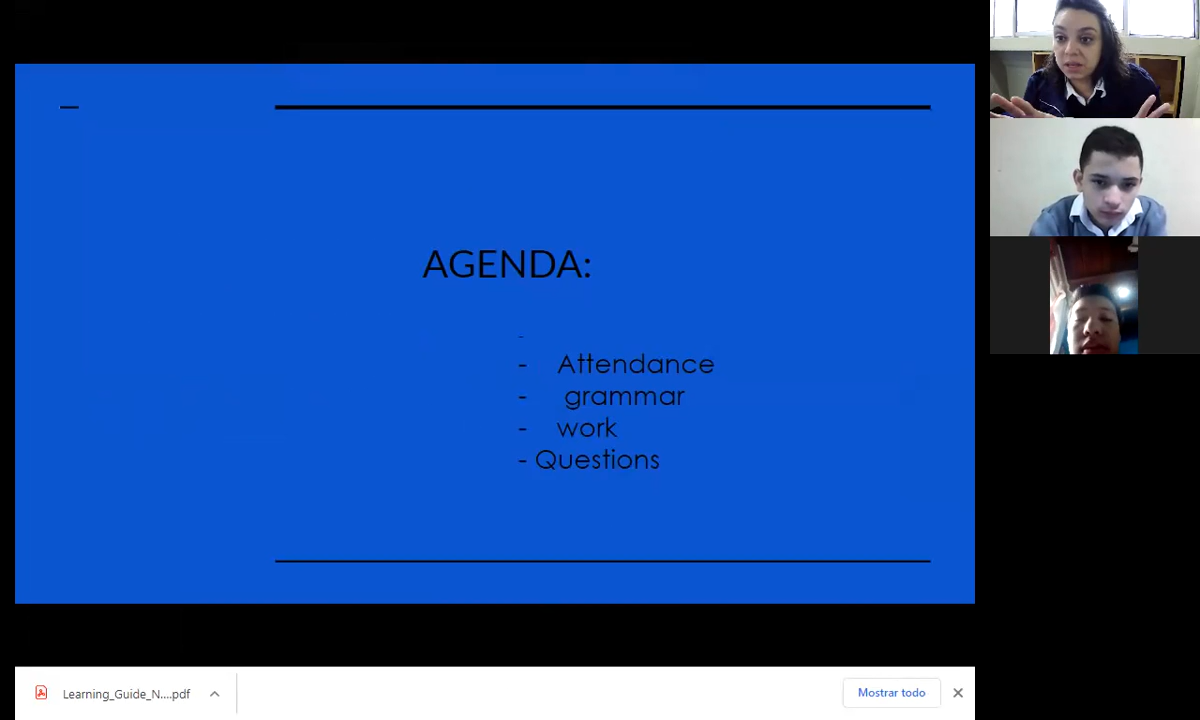 AGENDA:
-
- Attendance
- grammar
- work
- Questions
Learning_Guide_N....pdf
Mostrar todo